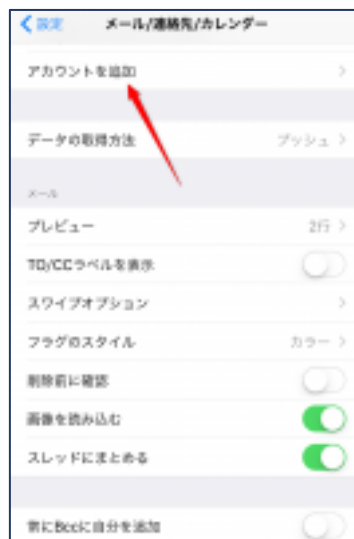 設定 メール/連絡先/カレンダー
アカウントを追加
データの取得方法 プッシュ
メール
プレビュー 2行
TO/CCラベルを表示
スワイプオプション
フラグのスタイル カラー
削除前に確認
画像を読み込む
スレッドにまとめる
常にBccに自分を追加